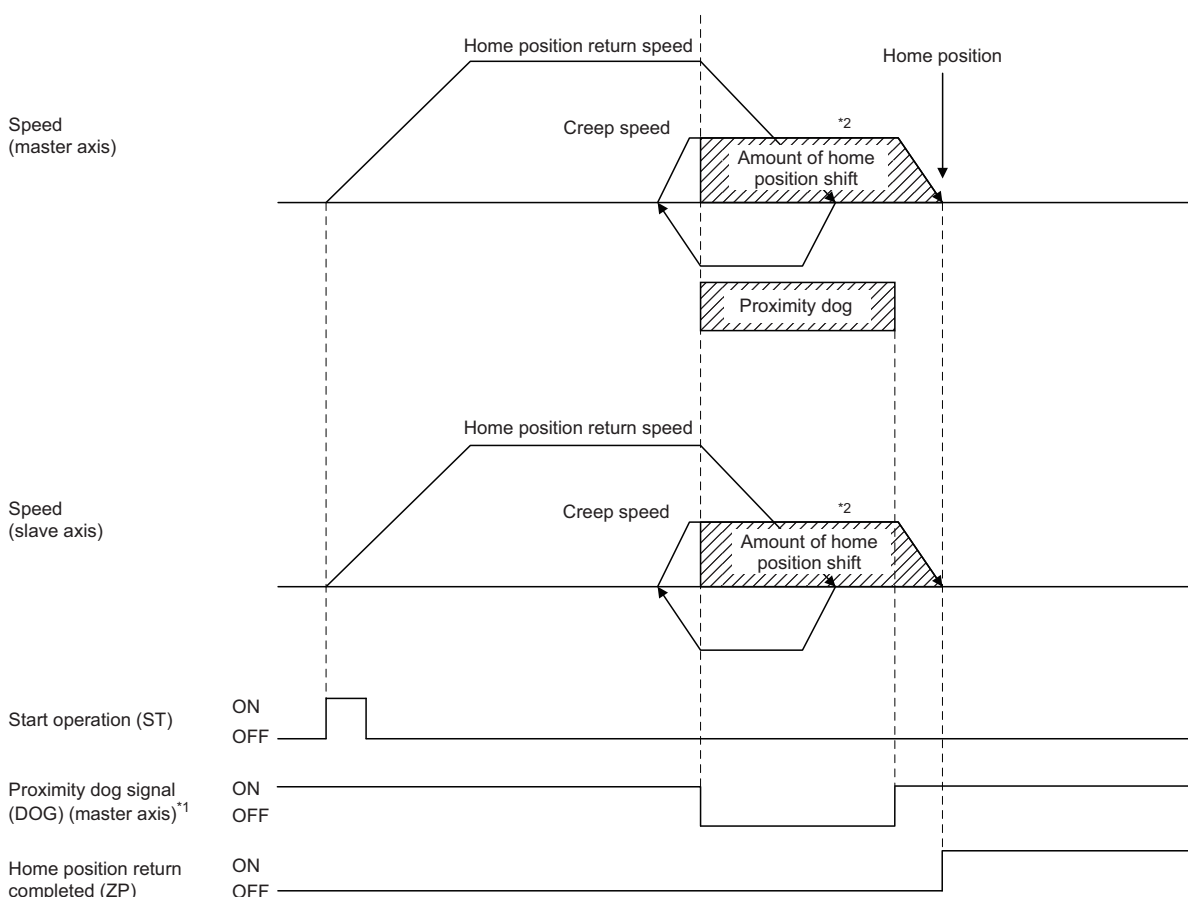 Home position return speed
Home position
Speed
(master axis)
Creep speed
*2
Amount of home
position shift
Proximity dog
Home position return speed
Speed
(slave axis)
Creep speed
*2
Amount of home
position shift
Start operation (ST)
ON
OFF
Proximity dog signal
(DOG) (master axis)*1
ON
OFF
Home position return
completed (ZP)
ON
OFF